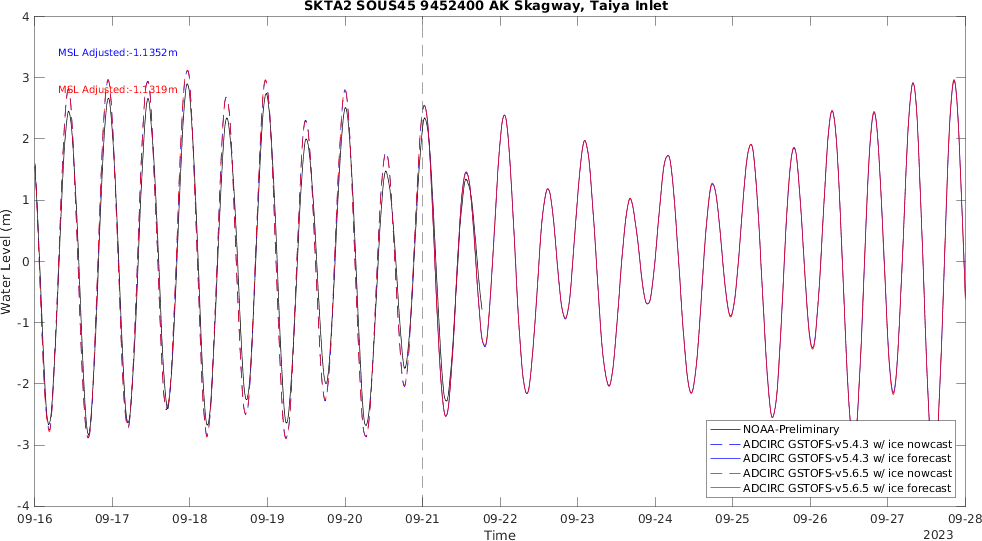 SKTA2 SOUS45 9452400 AK Skagway, Taiya Inlet
MSL Adjusted:-1.1352m
MSL Adjusted:-1.1319m
Water Level (m)
4
3
2
1
0
-1
-2
-3
-4
NOAA-Preliminary
ADCIRC GSTOFS-v5.4.3 w/ ice nowcast
ADCIRC GSTOFS-v5.4.3 w/ ice forecast
ADCIRC GSTOFS-v5.6.5 w/ ice nowcast
ADCIRC GSTOFS-v5.6.5 w/ ice forecast
09-16 09-17 09-18 09-19 09-20 09-21 09-22 09-23 09-24 09-25 09-26 09-27 09-28
Time
2023